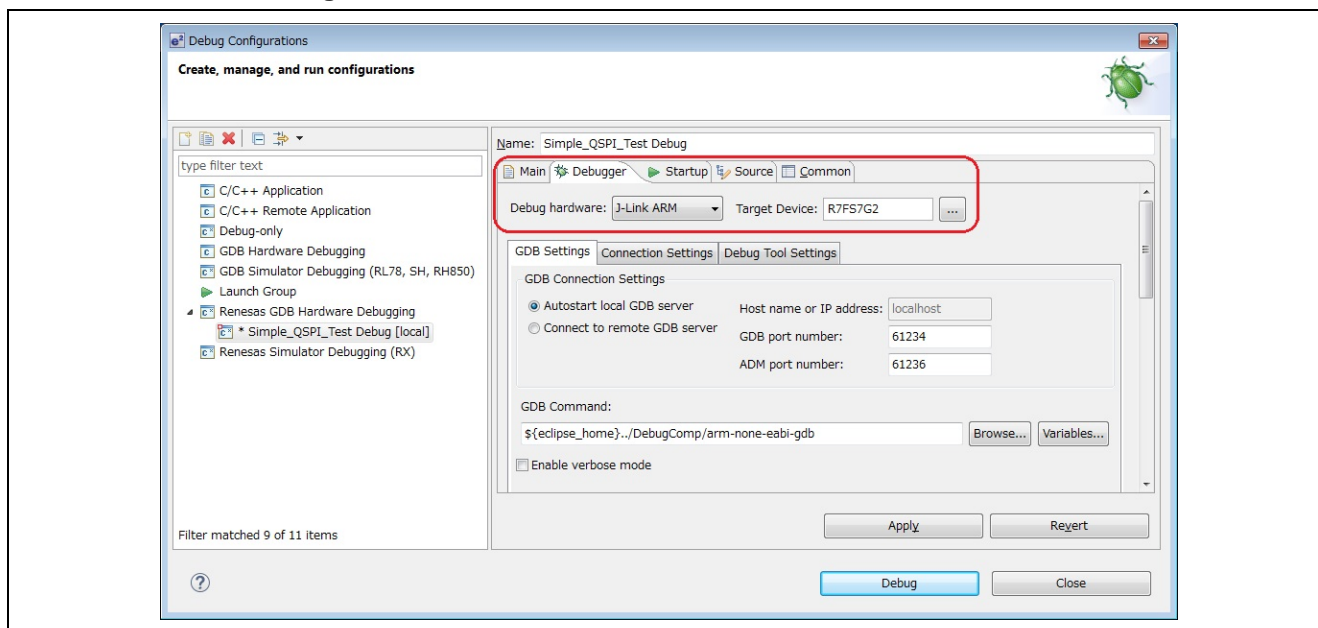 e² Debug Configurations
Create, manage, and run configurations
type filter text
C/C++ Application
C/C++ Remote Application
Debug-only
GDB Hardware Debugging
GDB Simulator Debugging (RL78, SH, RH850)
Launch Group
Renesas GDB Hardware Debugging
* Simple_QSPI_Test Debug [local]
Renesas Simulator Debugging (RX)
Filter matched 9 of 11 items
Name: Simple_QSPI_Test Debug
Main Debugger Startup Source Common
Debug hardware: J-Link ARM Target Device: R7FS7G2 ...
GDB Settings Connection Settings Debug Tool Settings
GDB Connection Settings
Autostart local GDB server Host name or IP address: localhost
Connect to remote GDB server
GDB port number: 61234
ADM port number: 61236
GDB Command:
${eclipse_home}../DebugComp/arm-none-eabi-gdb Browse... Variables...
Enable verbose mode
Apply Revert
? Debug Close